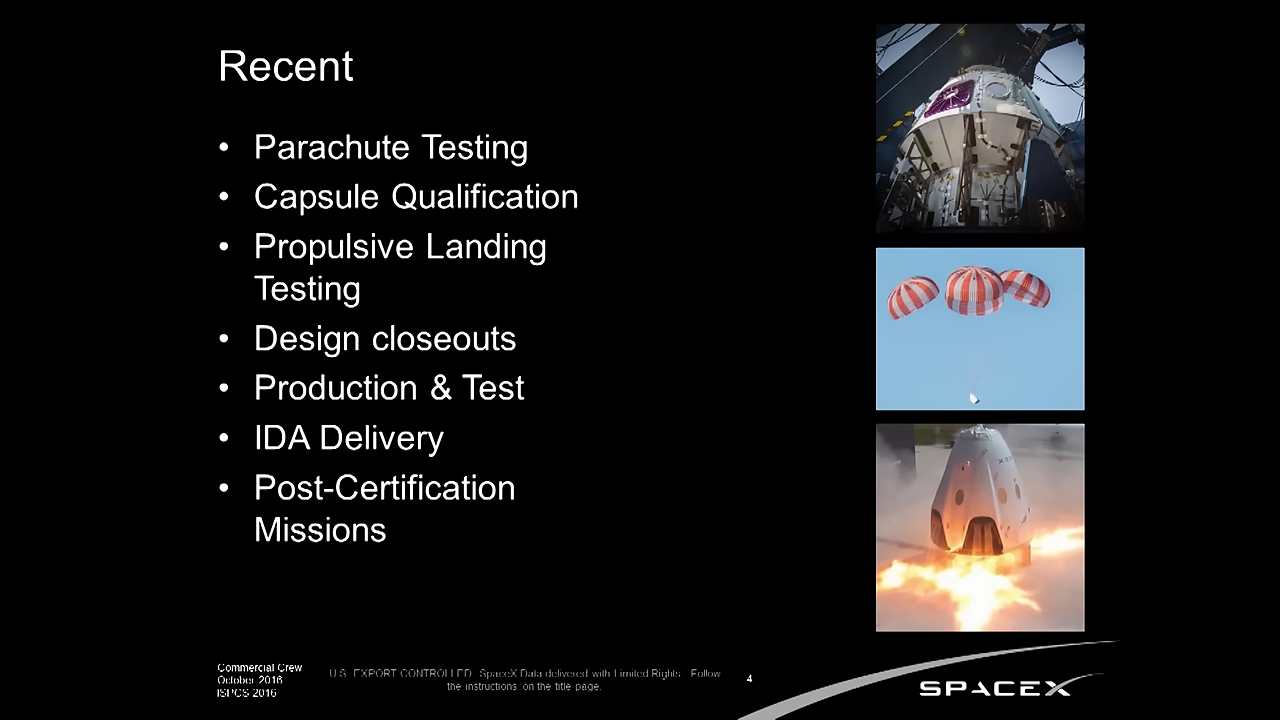 Recent
• Parachute Testing
• Capsule Qualification
• Propulsive Landing
Testing
• Design closeouts
• Production & Test
• IDA Delivery
• Post-Certification
Missions
Commercial Crew
October 2016
ISPCS 2016
U.S. EXPORT CONTROLLED. SpaceX Data delivered with Limited Rights. Follow
the instructions on the title page.
4
SPACEX